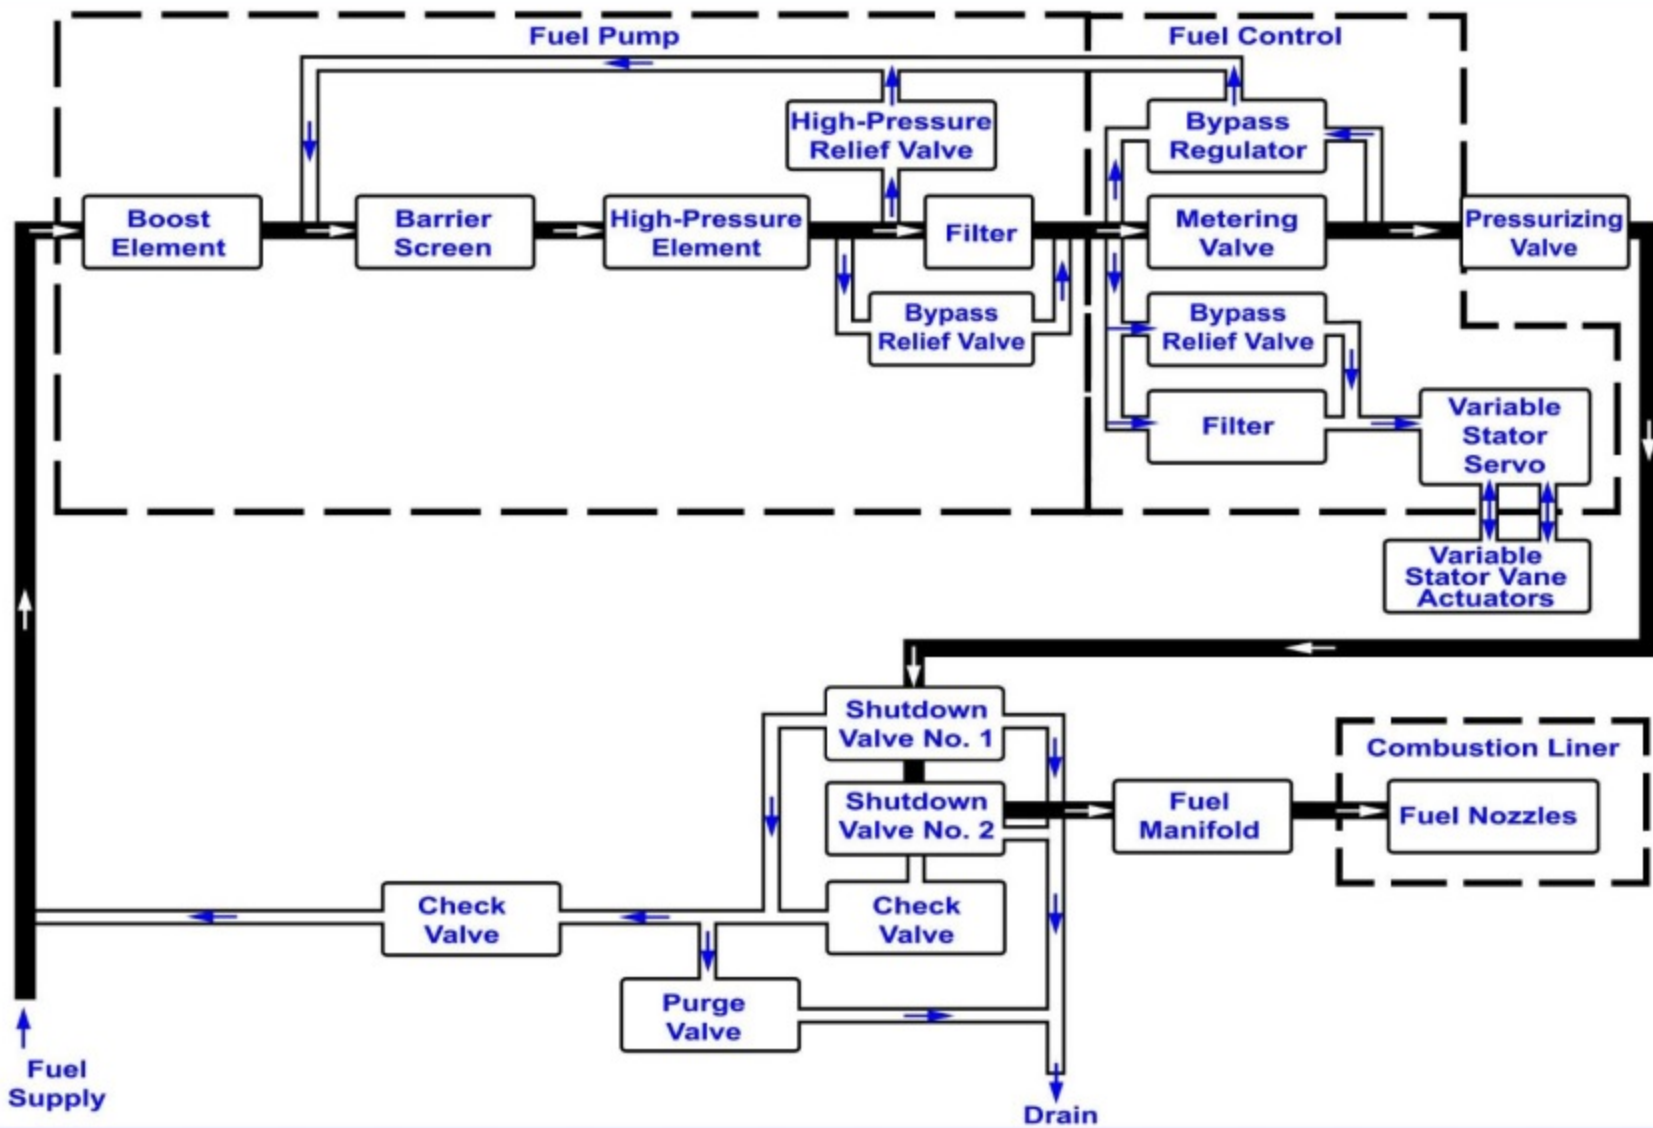 Fuel Pump
Fuel Control
High-Pressure
Relief Valve
Bypass
Regulator
Boost
Element
Barrier
Screen
High-Pressure
Element
Filter
Metering
Valve
Pressurizing
Valve
Bypass
Relief Valve
Bypass
Relief Valve
Filter
Variable
Stator
Servo
Variable
Stator Vane
Actuators
Shutdown
Valve No. 1
Combustion Liner
Shutdown
Valve No. 2
Fuel
Manifold
Fuel Nozzles
Check
Valve
Check
Valve
Purge
Valve
Fuel
Supply
Drain